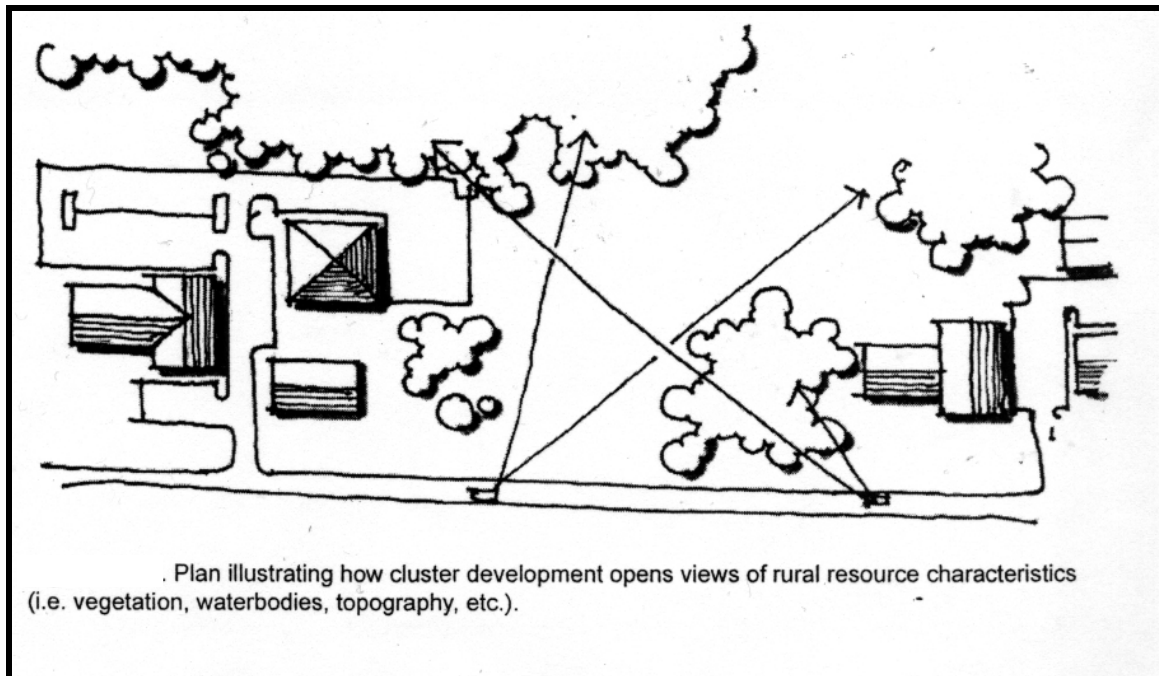 . Plan illustrating how cluster development opens views of rural resource characteristics
(i.e. vegetation, waterbodies, topography, etc.).